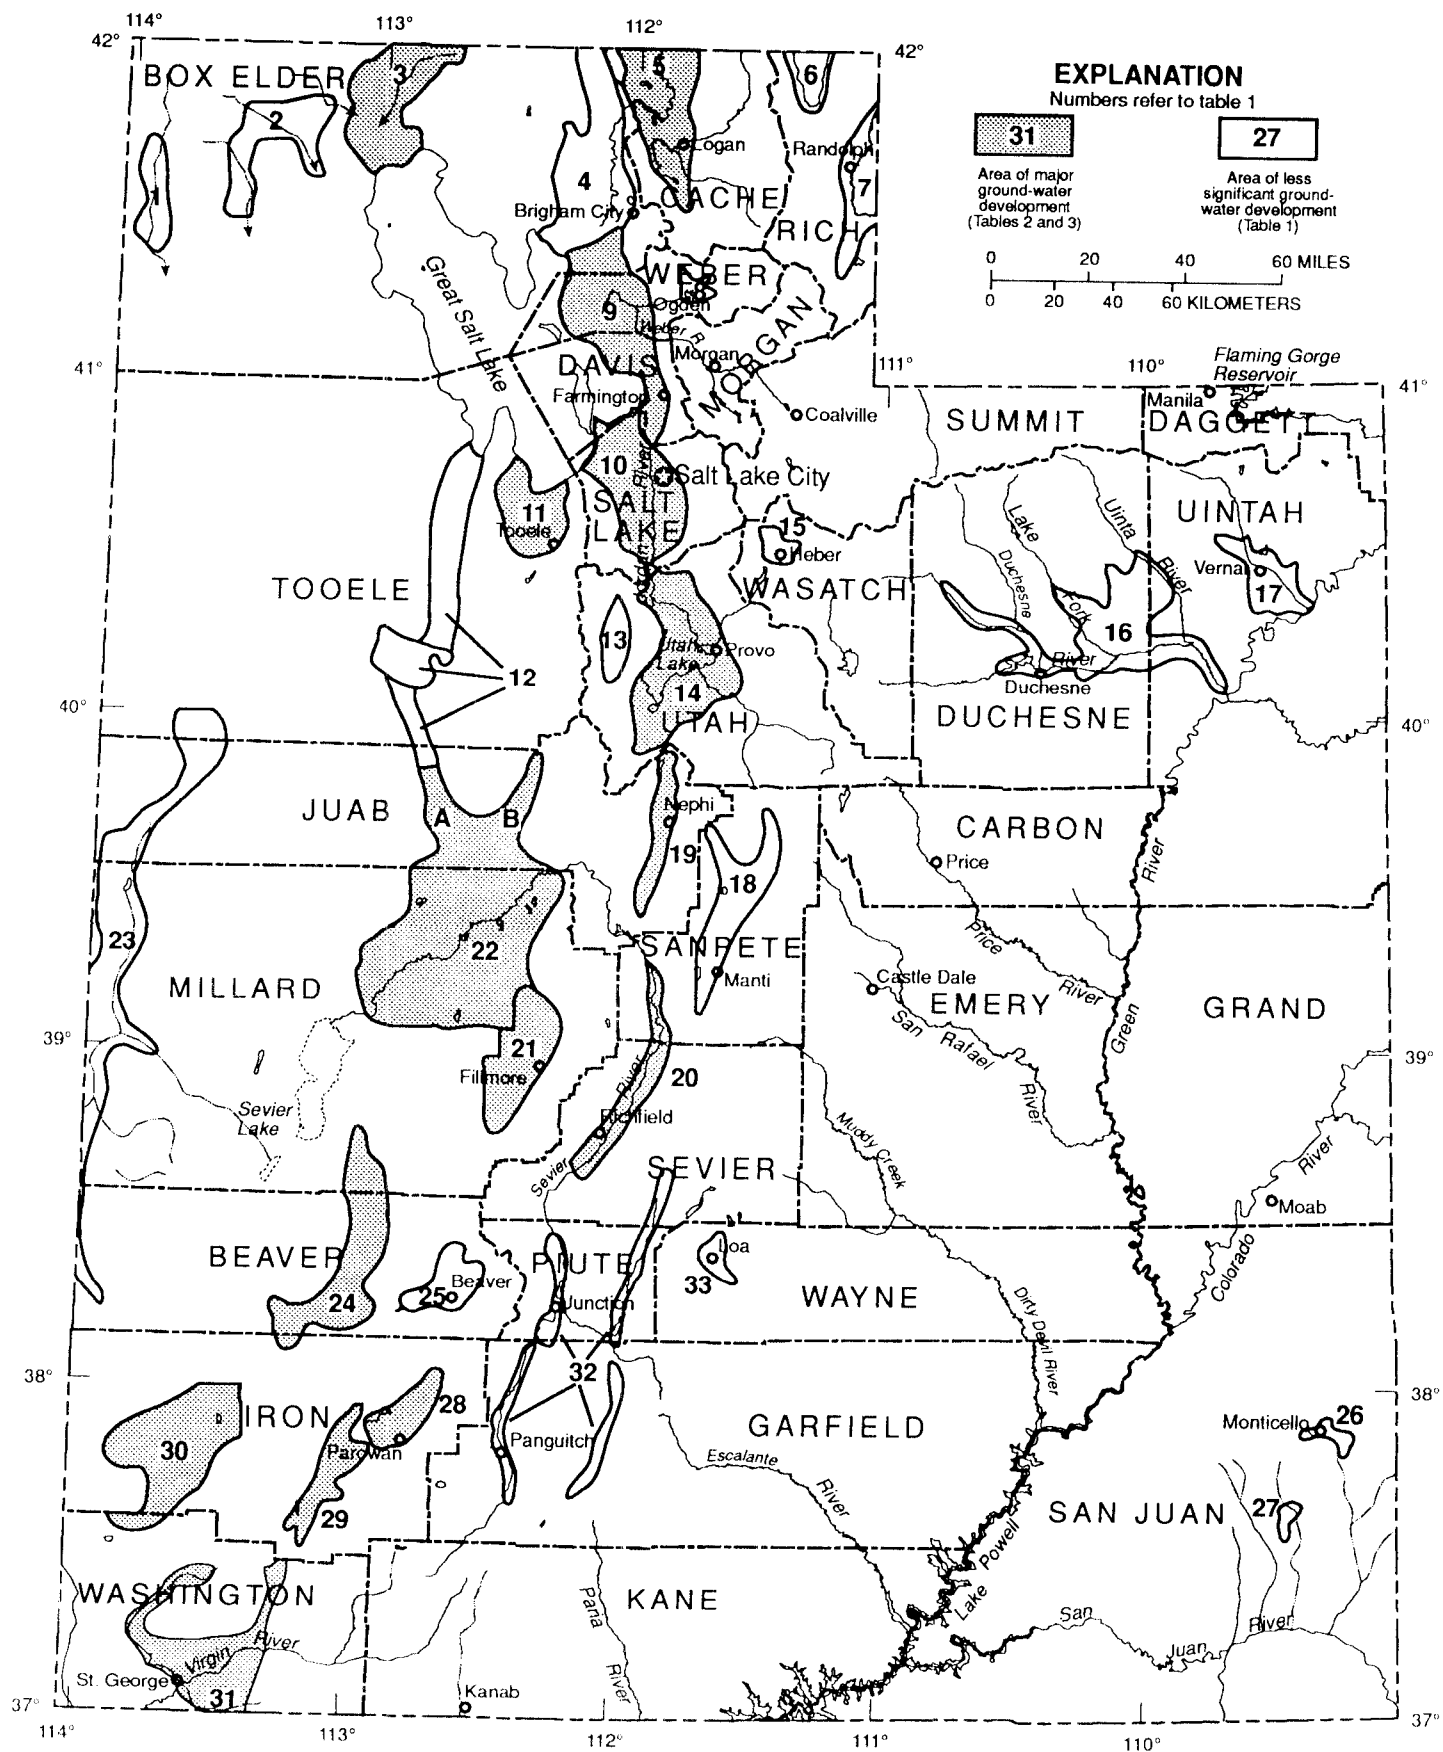 114°
113°
112°
42°
42°
BOX ELDER
3
5
6
EXPLANATION
Numbers refer to table 1
31
27
Area of major
ground-water
development
(Tables 2 and 3)
Area of less
significant ground-
water development
(Table 1)
0 20 40 60 MILES
0 20 40 60 KILOMETERS
2
Logan
Randolph
1
4
7
CACHE
Brigham City
RICH
WEBER
8
Great Salt Lake
9
Ogden
Weber R
MORGAN
Morgan
41°
DAVIS
111°
110°
Flaming Gorge
Reservoir
41°
Farmington
Manila
Coalville
SUMMIT
DAGGETT
10
River
Salt Lake City
11
SALT
LAKE
Tooele
Jordan
15
Heber
Lake
Fork
Uinta
River
UINTAH
Vernal
17
TOOELE
WASATCH
Duchesne
River
16
13
Utah
Lake
Provo
12
14
Duchesne
40°
UTAH
DUCHESNE
40°
JUAB
A
B
Nephi
CARBON
River
19
Price
18
23
22
SANPETE
Price
River
Manti
MILLARD
Castle Dale
EMERY
GRAND
San
Rafael
River
Green
39°
21
39°
Fillmore
20
River
Sevier
Lake
Richfield
Muddy Creek
River
Sevier
SEVIER
Moab
BEAVER
PIUTE
Loa
Beaver
33
Colorado
24
25
Junction
WAYNE
Dirty Devil River
38°
32
38°
28
IRON
26
30
Parowan
Panguitch
GARFIELD
Monticello
Escalante
River
29
27
SAN JUAN
Powell
Lake
WASHINGTON
KANE
San
River
Paria
River
Virgin
River
Juan
St. George
31
Kanab
37°
37°
114°
113°
112°
111°
110°